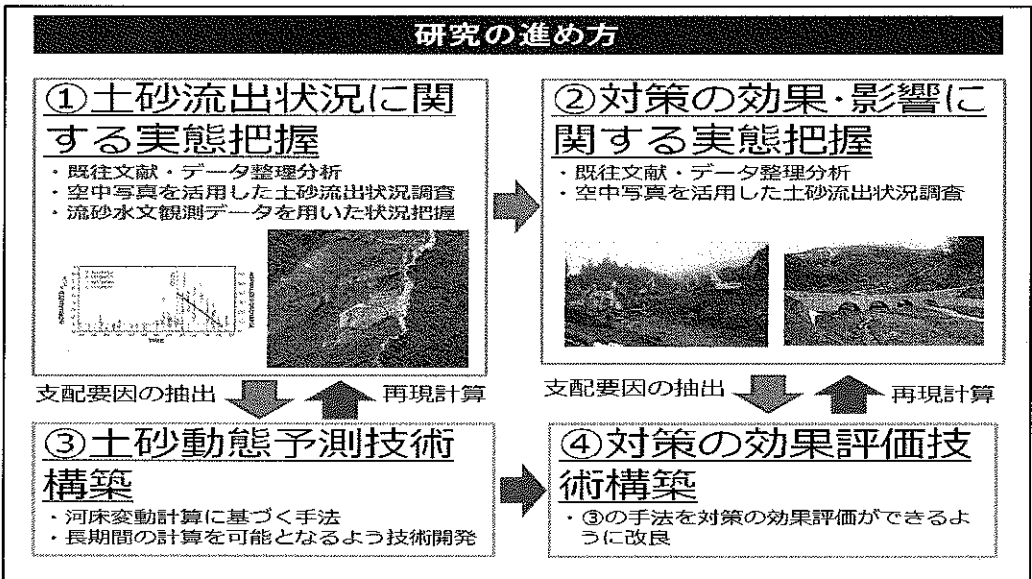 研究の進め方
①土砂流出状況に関
する実態把握
・既往文献・データ整理分析
・空中写真を活用した土砂流出状況調査
・流砂水文観測データを用いた状況把握
②対策の効果・影響に
関する実態把握
・既往文献・データ整理分析
・空中写真を活用した土砂流出状況調査
支配要因の抽出
再現計算
支配要因の抽出
再現計算
③土砂動態予測技術
構築
・河床変動計算に基づく手法
・長期間の計算を可能となるよう技術開発
④対策の効果評価技
術構築
・③の手法を対策の効果評価ができるよ
うに改良